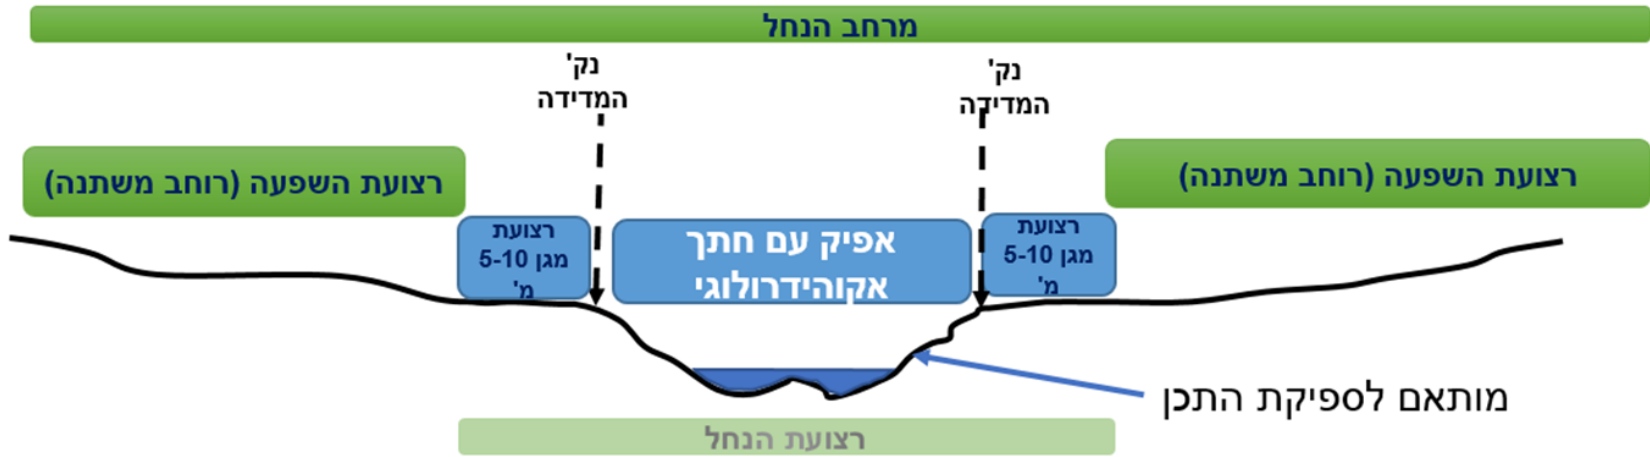 מרחב הנחל
נק'
המדידה
נק'
המדידה
רצועת השפעה (רוחב משתנה)
רצועת השפעה (רוחב משתנה)
רצועת
מגן 5-10
מ'
אפיק עם חתך
אקוהידרולוגי
רצועת
מגן 5-10
מ'
מותאם לספיקת התכן
רצועת הנחל